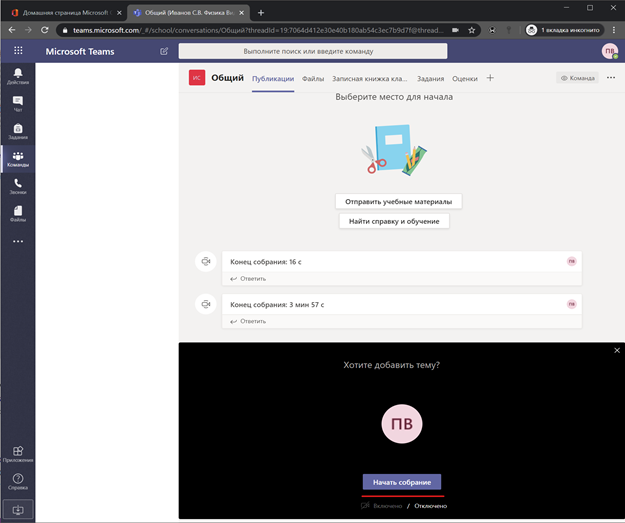 Домашняя страница Microsoft
Общий (Иванов С.В. Физика Ви
teams.microsoft.com/_#/school/conversations/Общий?threadId=19:7064d412e30e40b180ab54c3ec7b9d7f@thread...
1 вкладка инкогнито
Microsoft Teams
Выполните поиск или введите команду
ПВ
Действия
Чат
Задания
Команды
Звонки
Файлы
ИС
Общий
Публикации
Файлы
Записная книжка кла...
Задания
Оценки
Команда
Выберите место для начала
Отправить учебные материалы
Найти справку и обучение
Конец собрания: 16 с
ПВ
Ответить
Конец собрания: 3 мин 57 с
ПВ
Ответить
Хотите добавить тему?
ПВ
Начать собрание
Включено / Отключено
Приложения
Справка